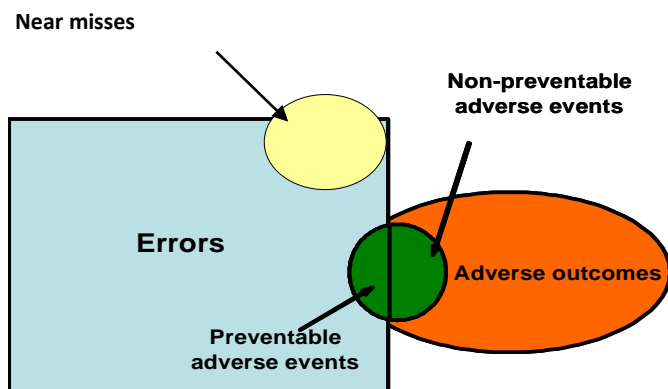 Near misses
Non-preventable
adverse events
Errors
Adverse outcomes
Preventable
adverse events